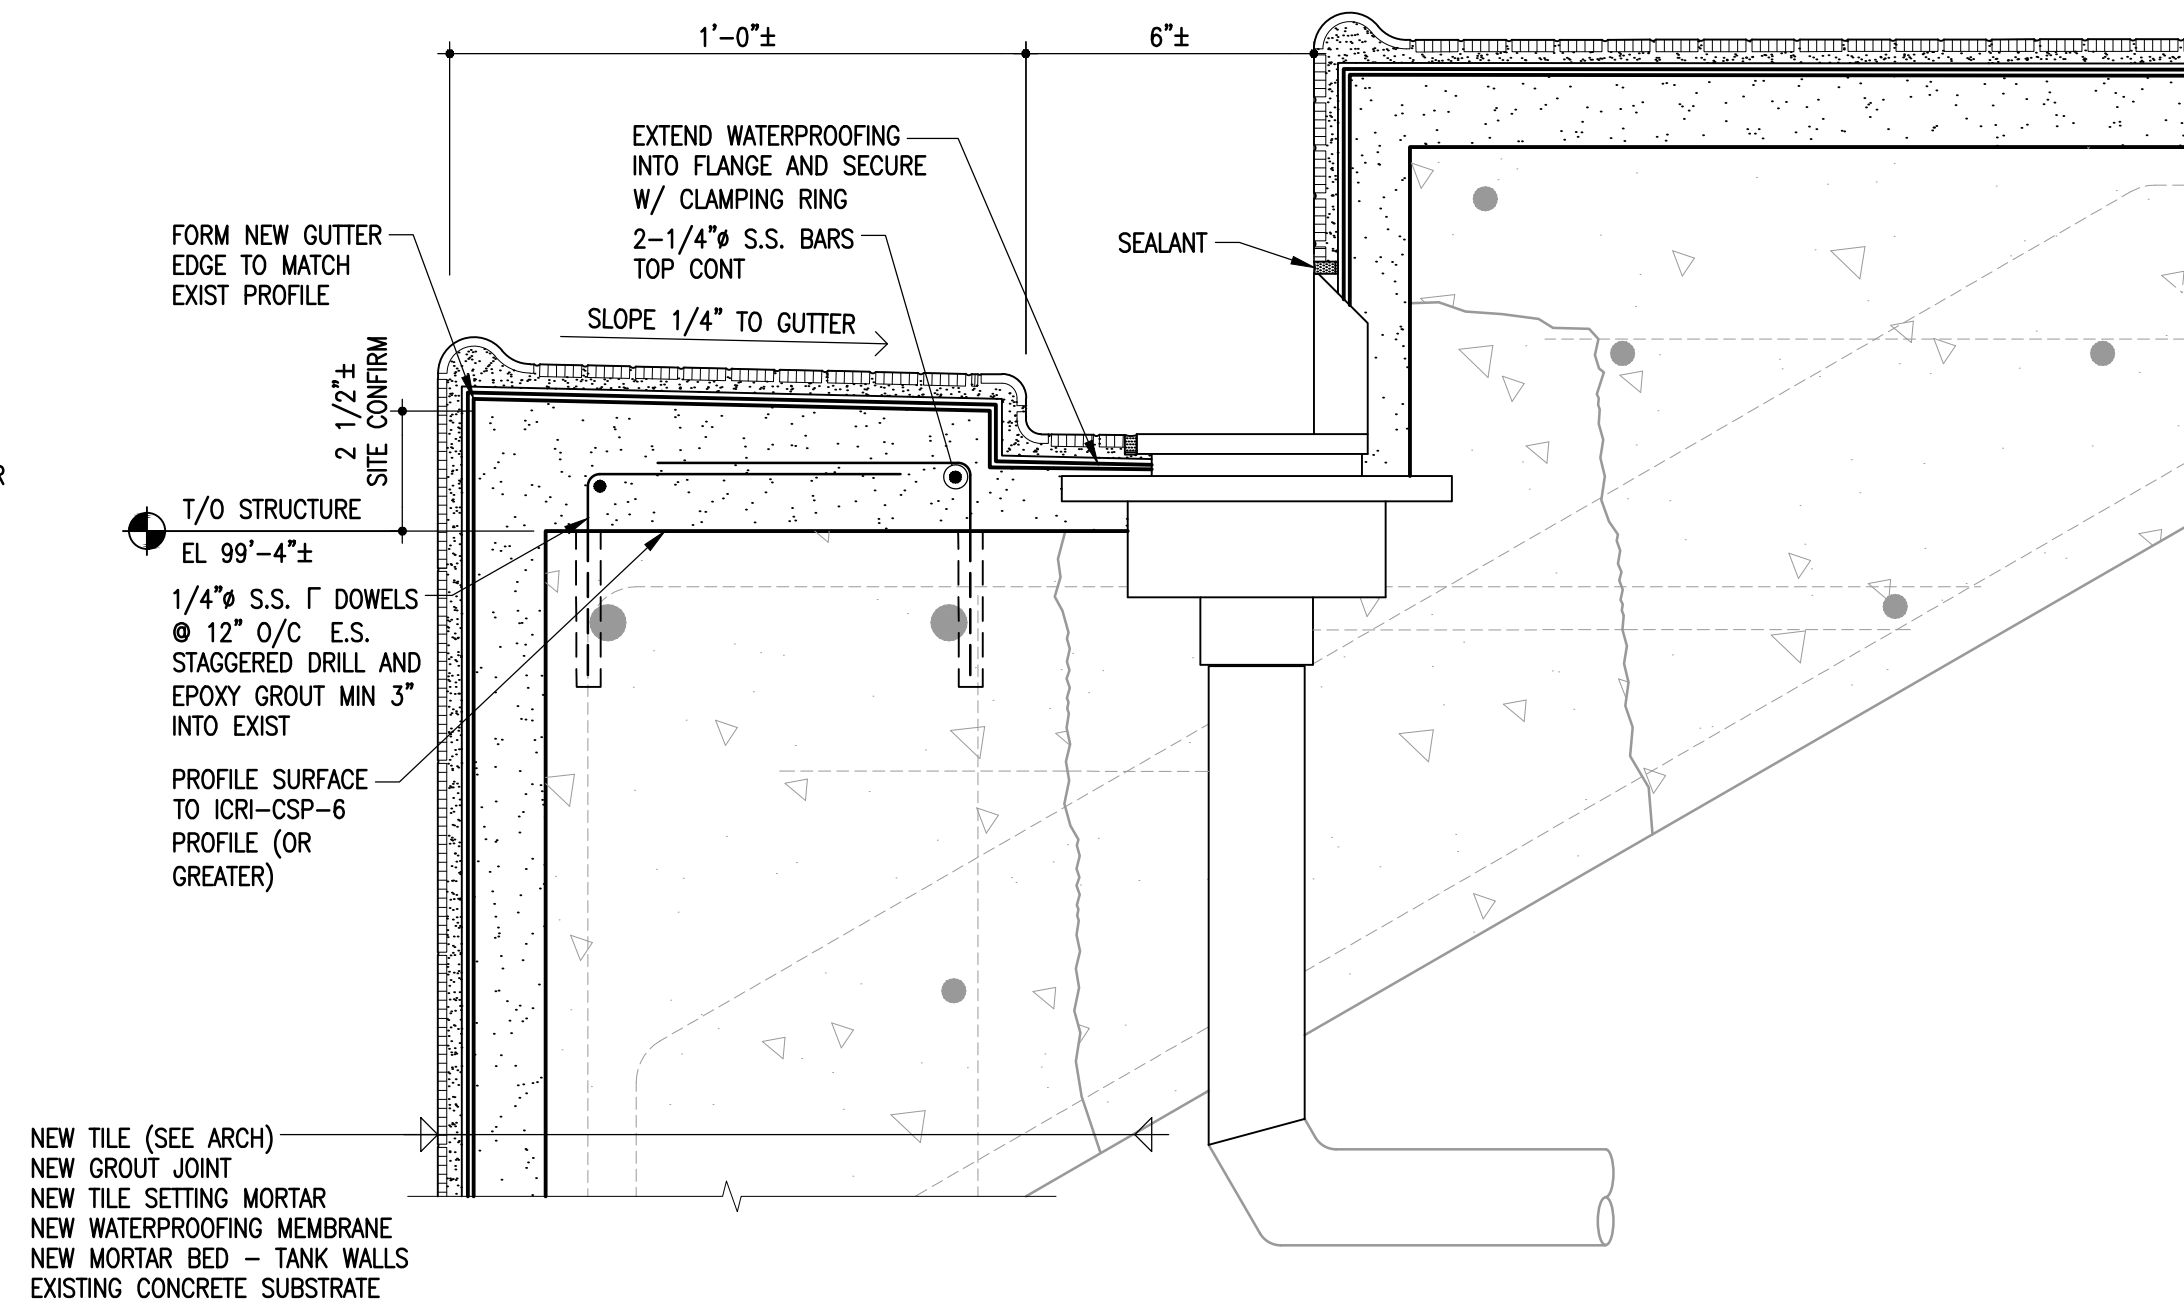 1'-0"±
6"±
EXTEND WATERPROOFING
INTO FLANGE AND SECURE
W/ CLAMPING RING
2-1/4"ø S.S. BARS
TOP CONT
SEALANT
FORM NEW GUTTER
EDGE TO MATCH
EXIST PROFILE
SLOPE 1/4" TO GUTTER
2 1/2"±
SITE CONFIRM
R
T/O STRUCTURE
EL 99'-4"±
1/4"ø S.S. Γ DOWELS
@ 12" O/C E.S.
STAGGERED DRILL AND
EPOXY GROUT MIN 3"
INTO EXIST
PROFILE SURFACE
TO ICRI-CSP-6
PROFILE (OR
GREATER)
NEW TILE (SEE ARCH)
NEW GROUT JOINT
NEW TILE SETTING MORTAR
NEW WATERPROOFING MEMBRANE
NEW MORTAR BED - TANK WALLS
EXISTING CONCRETE SUBSTRATE